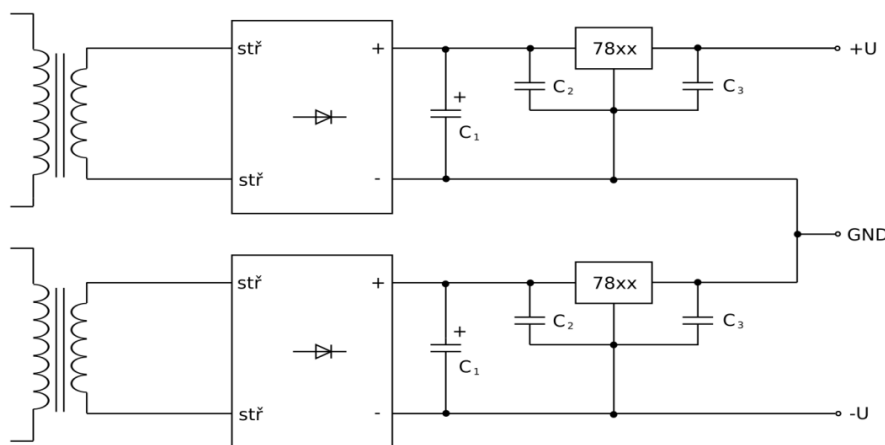 stř + 78xx +U
+
C₂ C₃
C₁
stř -
GND
stř + 78xx
+
C₂ C₃
C₁
stř - -U